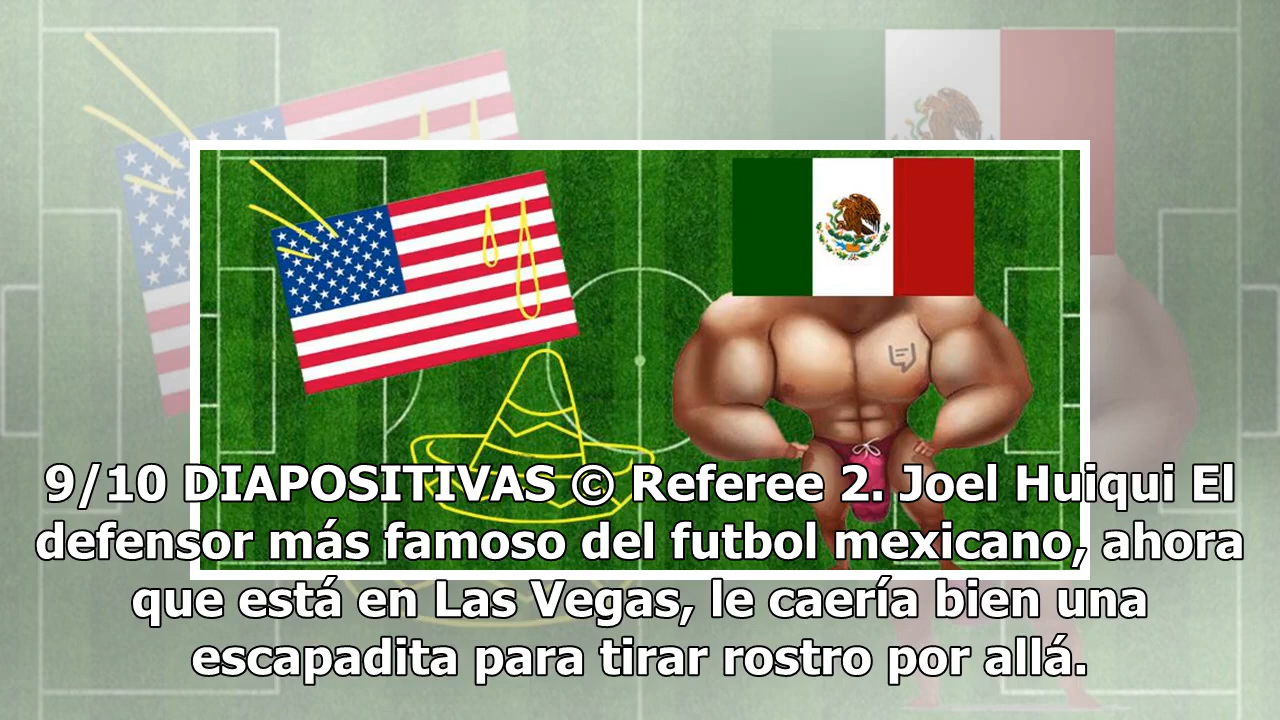 9/10 DIAPOSITIVAS © Referee 2. Joel Huiqui El
defensor más famoso del futbol mexicano, ahora
que está en Las Vegas, le caería bien una
escapadita para tirar rostro por allá.